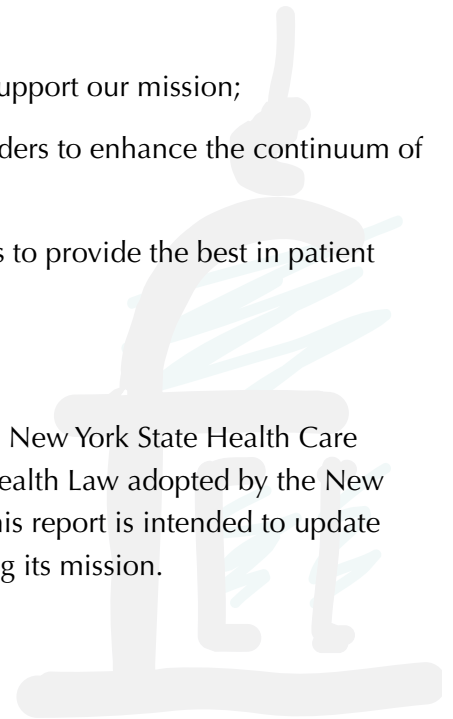 upport our mission;
ders to enhance the continuum of
s to provide the best in patient
New York State Health Care
ealth Law adopted by the New
is report is intended to update
g its mission.